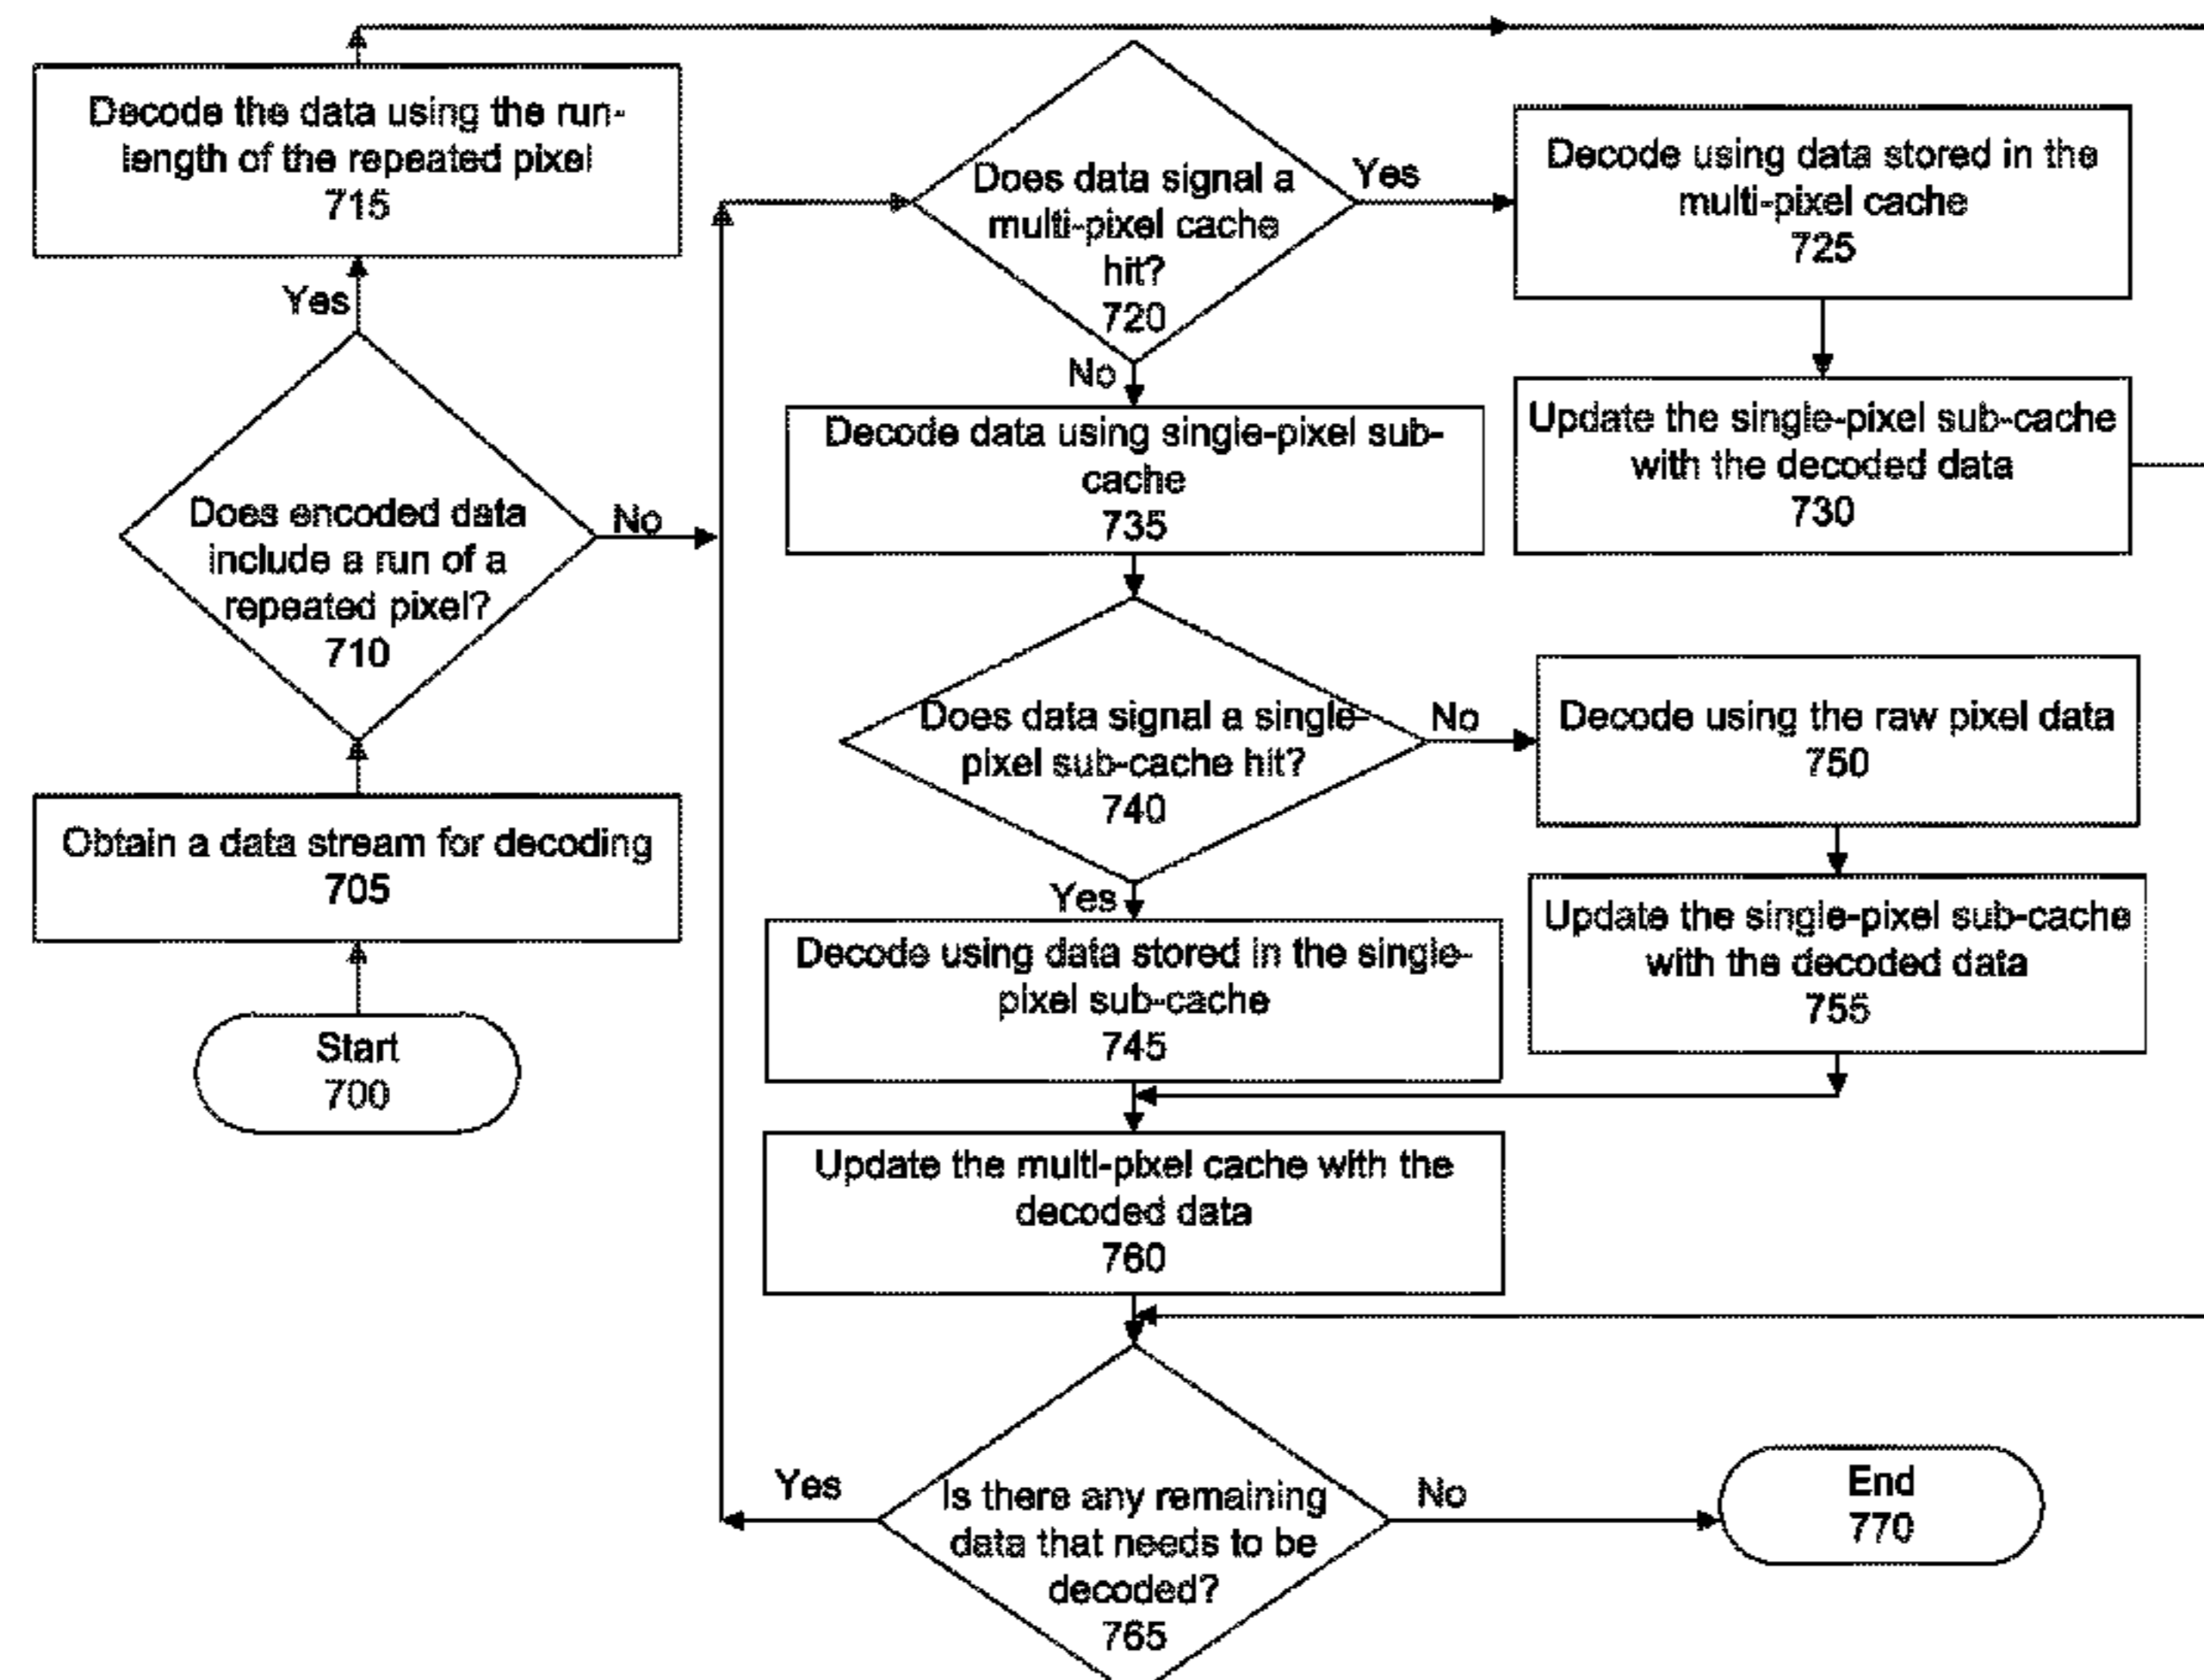 Decode the data using the run-
length of the repeated pixel
715
Yes
Does encoded data
include a run of a
repeated pixel?
710
No
Obtain a data stream for decoding
705
Start
700
Does data signal a
multi-pixel cache
hit?
720
Yes
No
Decode using data stored in the
multi-pixel cache
725
Update the single-pixel sub-cache
with the decoded data
730
Decode data using single-pixel sub-
cache
735
Does data signal a single-
pixel sub-cache hit?
740
No
Yes
Decode using the raw pixel data
750
Update the single-pixel sub-cache
with the decoded data
755
Decode using data stored in the single-
pixel sub-cache
745
Update the multi-pixel cache with the
decoded data
760
Is there any remaining
data that needs to be
decoded?
765
Yes
No
End
770